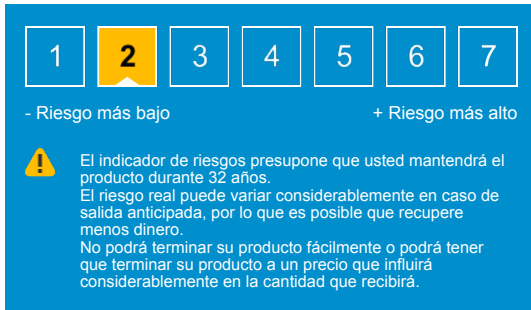 1 2 3 4 5 6 7
- Riesgo más bajo + Riesgo más alto
El indicador de riesgos presupone que usted mantendrá el
producto durante 32 años.
El riesgo real puede variar considerablemente en caso de
salida anticipada, por lo que es posible que recupere
menos dinero.
No podrá terminar su producto fácilmente o podrá tener
que terminar su producto a un precio que influirá
considerablemente en la cantidad que recibirá.